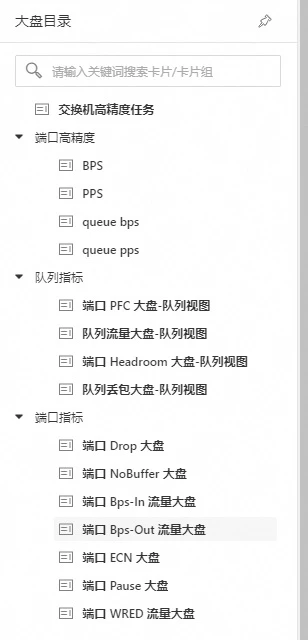 大盘目录
请输入关键词搜索卡片/卡片组
交换机高精度任务
端口高精度
BPS
PPS
queue bps
queue pps
队列指标
端口 PFC 大盘-队列视图
队列流量大盘-队列视图
端口 Headroom 大盘-队列视图
队列丢包大盘-队列视图
端口指标
端口 Drop 大盘
端口 NoBuffer 大盘
端口 Bps-In 流量大盘
端口 Bps-Out 流量大盘
端口 ECN 大盘
端口 Pause 大盘
端口 WRED 流量大盘